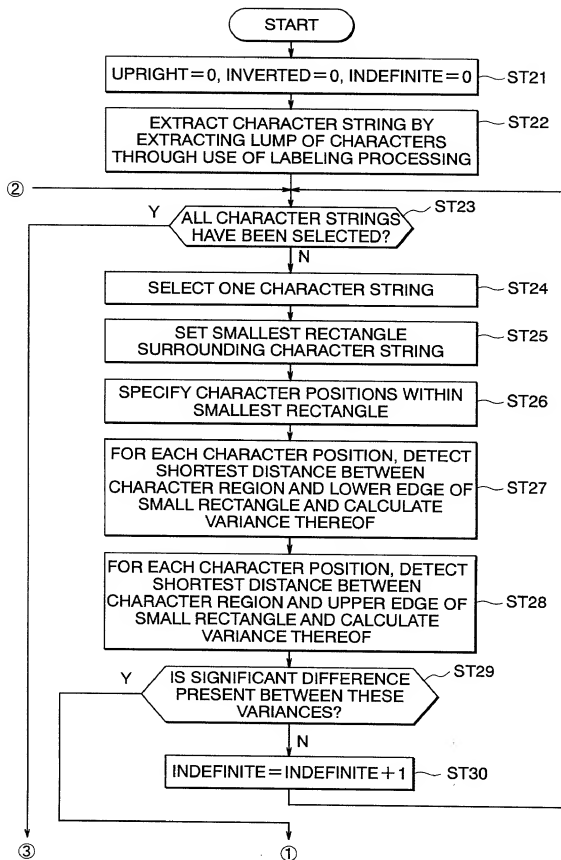 START
UPRIGHT=0, INVERTED=0, INDEFINITE=0
ST21
EXTRACT CHARACTER STRING BY
EXTRACTING LUMP OF CHARACTERS
THROUGH USE OF LABELING PROCESSING
ST22
②
Y
ALL CHARACTER STRINGS
HAVE BEEN SELECTED?
ST23
N
SELECT ONE CHARACTER STRING
ST24
SET SMALLEST RECTANGLE
SURROUNDING CHARACTER STRING
ST25
SPECIFY CHARACTER POSITIONS WITHIN
SMALLEST RECTANGLE
ST26
FOR EACH CHARACTER POSITION, DETECT
SHORTEST DISTANCE BETWEEN
CHARACTER REGION AND LOWER EDGE OF
SMALL RECTANGLE AND CALCULATE
VARIANCE THEREOF
ST27
FOR EACH CHARACTER POSITION, DETECT
SHORTEST DISTANCE BETWEEN
CHARACTER REGION AND UPPER EDGE OF
SMALL RECTANGLE AND CALCULATE
VARIANCE THEREOF
ST28
Y
IS SIGNIFICANT DIFFERENCE
PRESENT BETWEEN THESE
VARIANCES?
ST29
N
INDEFINITE=INDEFINITE+1
ST30
③
①